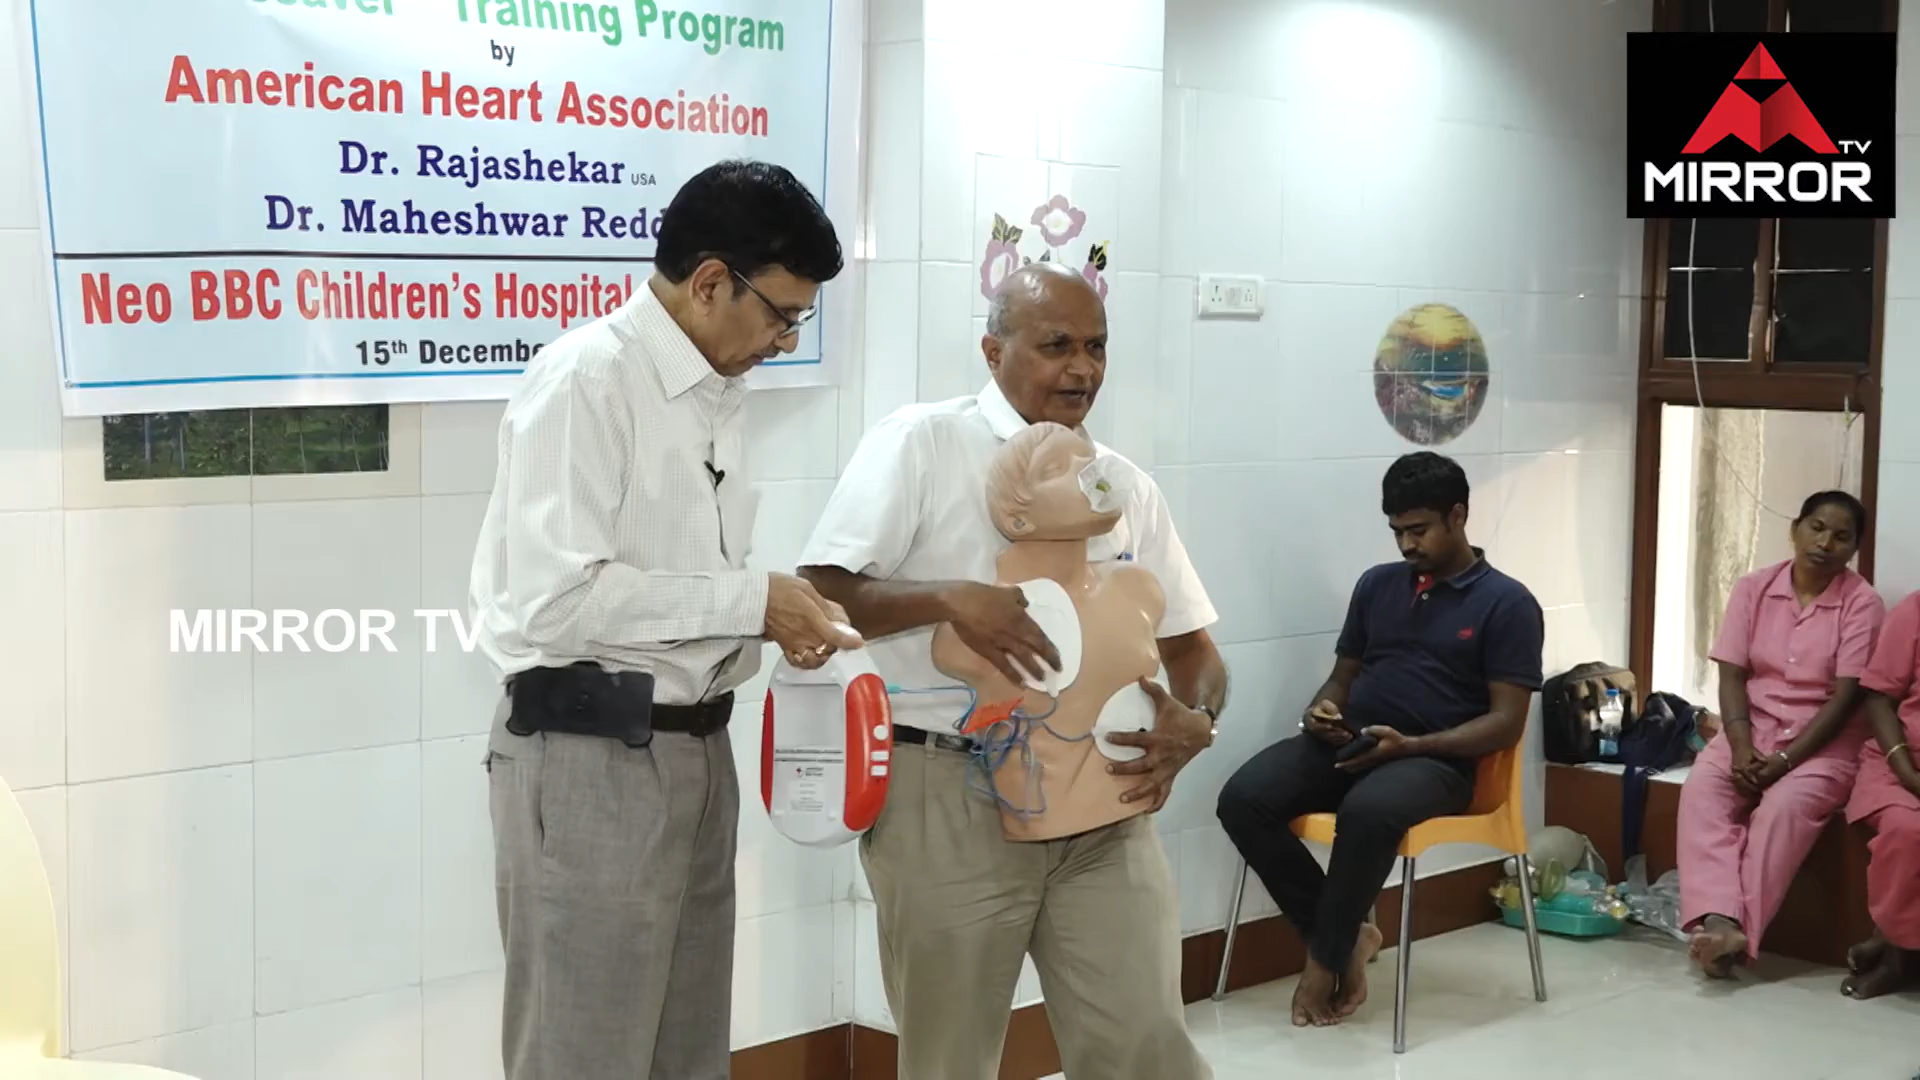 Training Program
by
American Heart Association
Dr. Rajashekar USA
Dr. Maheshwar Redd
Neo BBC Children's Hospital
15th Decembe
TV
MIRROR
MIRROR TV